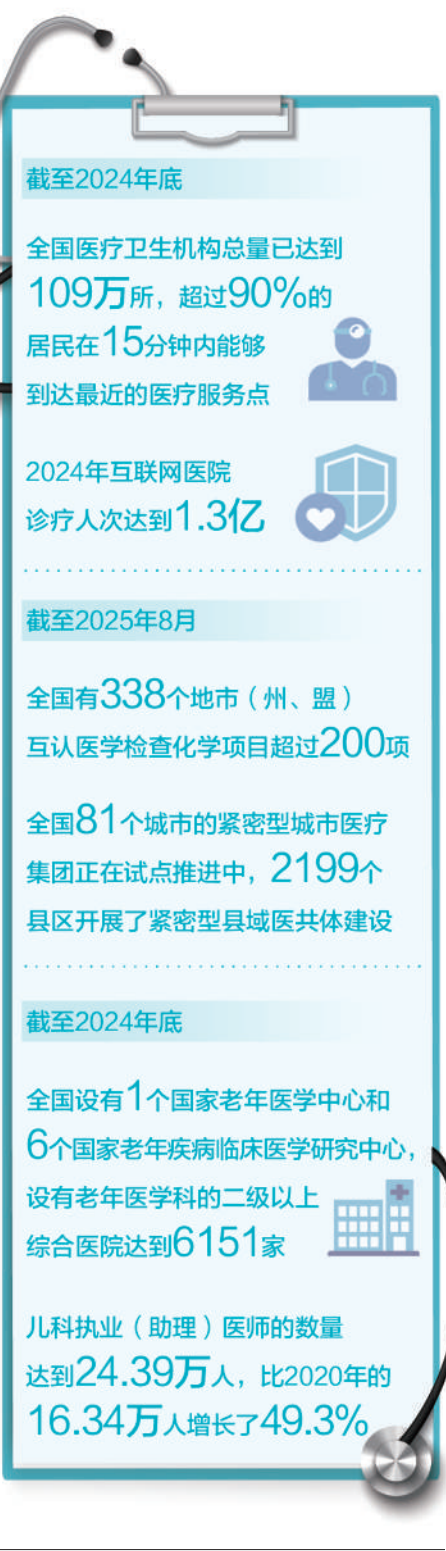 截至2024年底
全国医疗卫生机构总量已达到
109万所，超过90%的
居民在15分钟内能够
到达最近的医疗服务点
2024年互联网医院
诊疗人次达到1.3亿
截至2025年8月
全国有338个地市（州、盟）
互认医学检查化学项目超过200项
全国81个城市的紧密型城市医疗
集团正在试点推进中，2199个
县区开展了紧密型县域医共体建设
截至2024年底
全国设有1个国家老年医学中心和
6个国家老年疾病临床医学研究中心，
设有老年医学科的二级以上
综合医院达到6151家
儿科执业（助理）医师的数量
达到24.39万人，比2020年的
16.34万人增长了49.3%